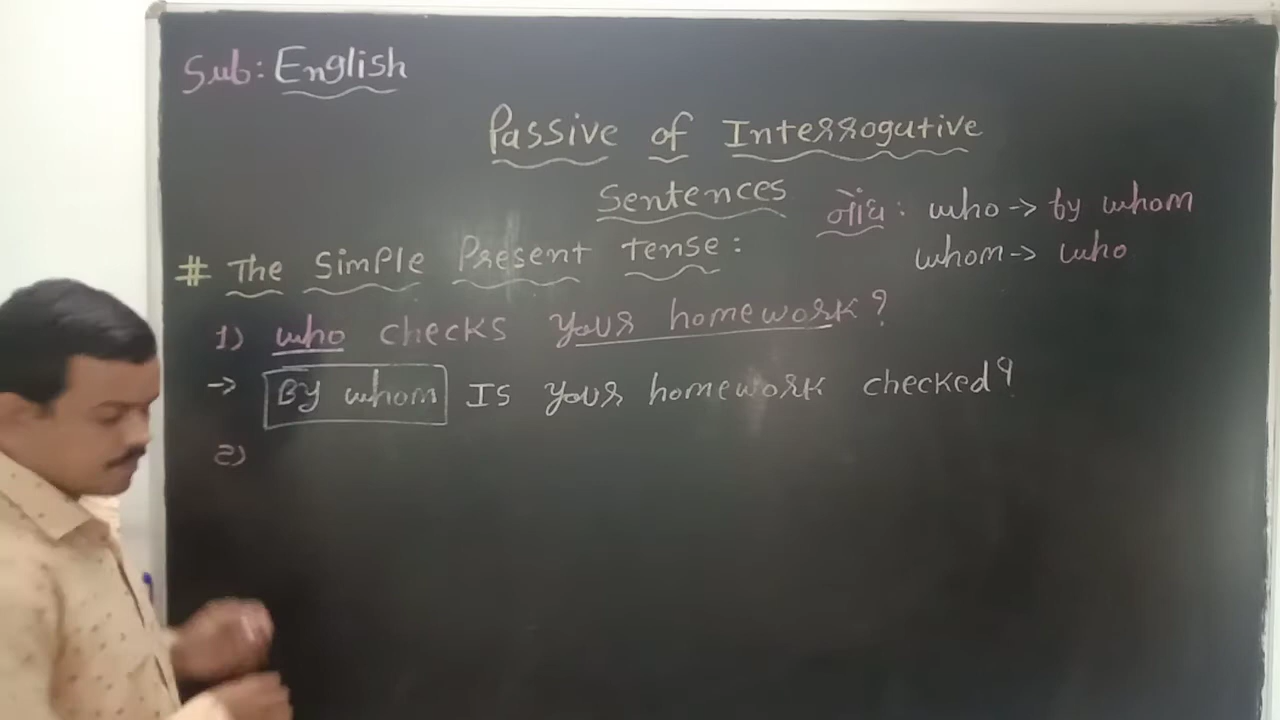 Sub: English
Passive of Interrogative
Sentences
નોંધ: who → by whom
whom → who
# The Simple Present tense:
1) who checks your homework?
→ By whom Is your homework checked?
2)